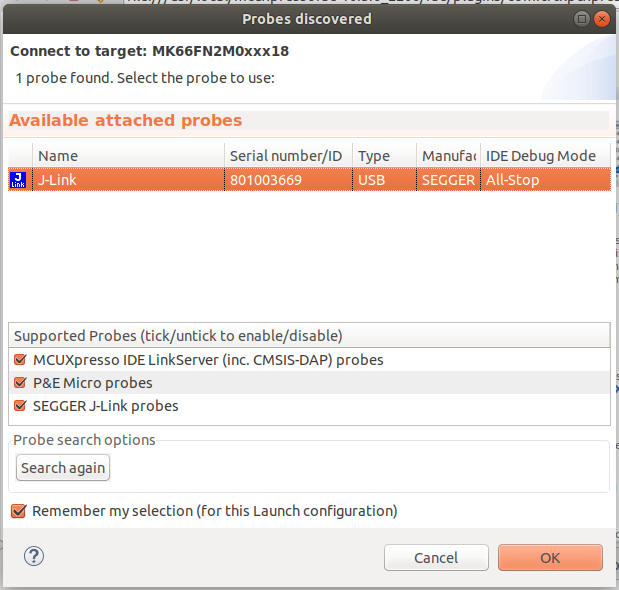 Probes discovered
Connect to target: MK66FN2M0xxx18
1 probe found. Select the probe to use:
Available attached probes
Name Serial number/ID Type Manufac IDE Debug Mode
J-Link 801003669 USB SEGGER All-Stop
Supported Probes (tick/untick to enable/disable)
MCUXpresso IDE LinkServer (inc. CMSIS-DAP) probes
P&E Micro probes
SEGGER J-Link probes
Probe search options
Search again
Remember my selection (for this Launch configuration)
? Cancel OK